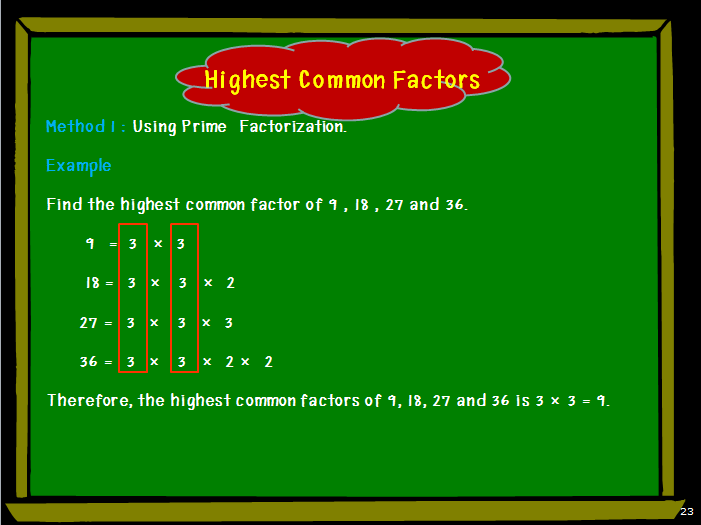 Highest Common Factors
Method 1 : Using Prime Factorization.
Example
Find the highest common factor of 9 , 18 , 27 and 36.
9 = 3 × 3
18 = 3 × 3 × 2
27 = 3 × 3 × 3
36 = 3 × 3 × 2 × 2
Therefore, the highest common factors of 9, 18, 27 and 36 is 3 × 3 = 9.
23